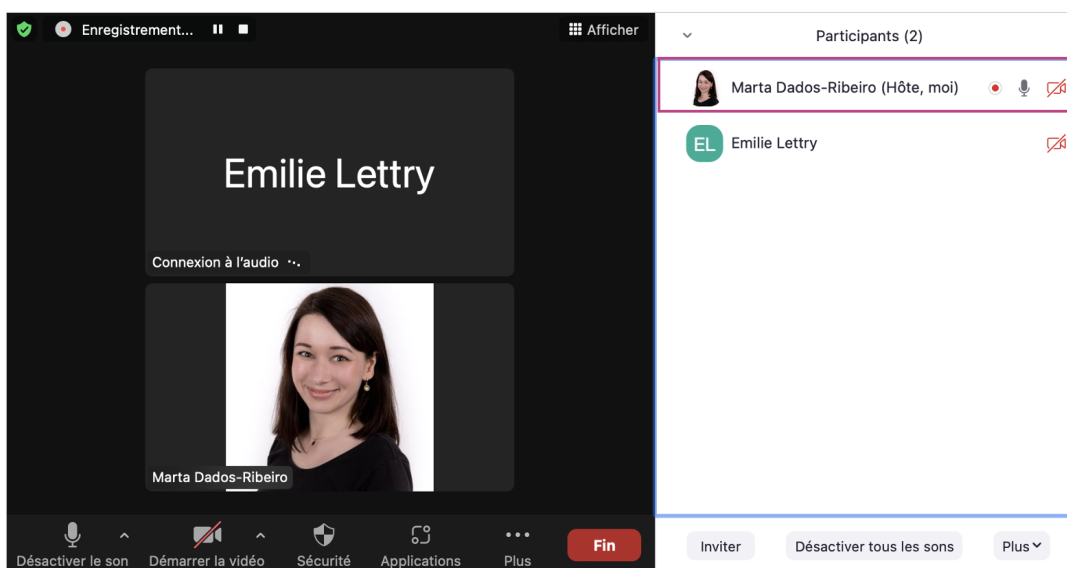 Enregistrement...
Afficher
Participants (2)
Marta Dados-Ribeiro (Hôte, moi)
EL
Emilie Lettry
Emilie Lettry
Connexion à l'audio
Marta Dados-Ribeiro
Désactiver le son
Démarrer la vidéo
Sécurité
Applications
Plus
Fin
Inviter
Désactiver tous les sons
Plus